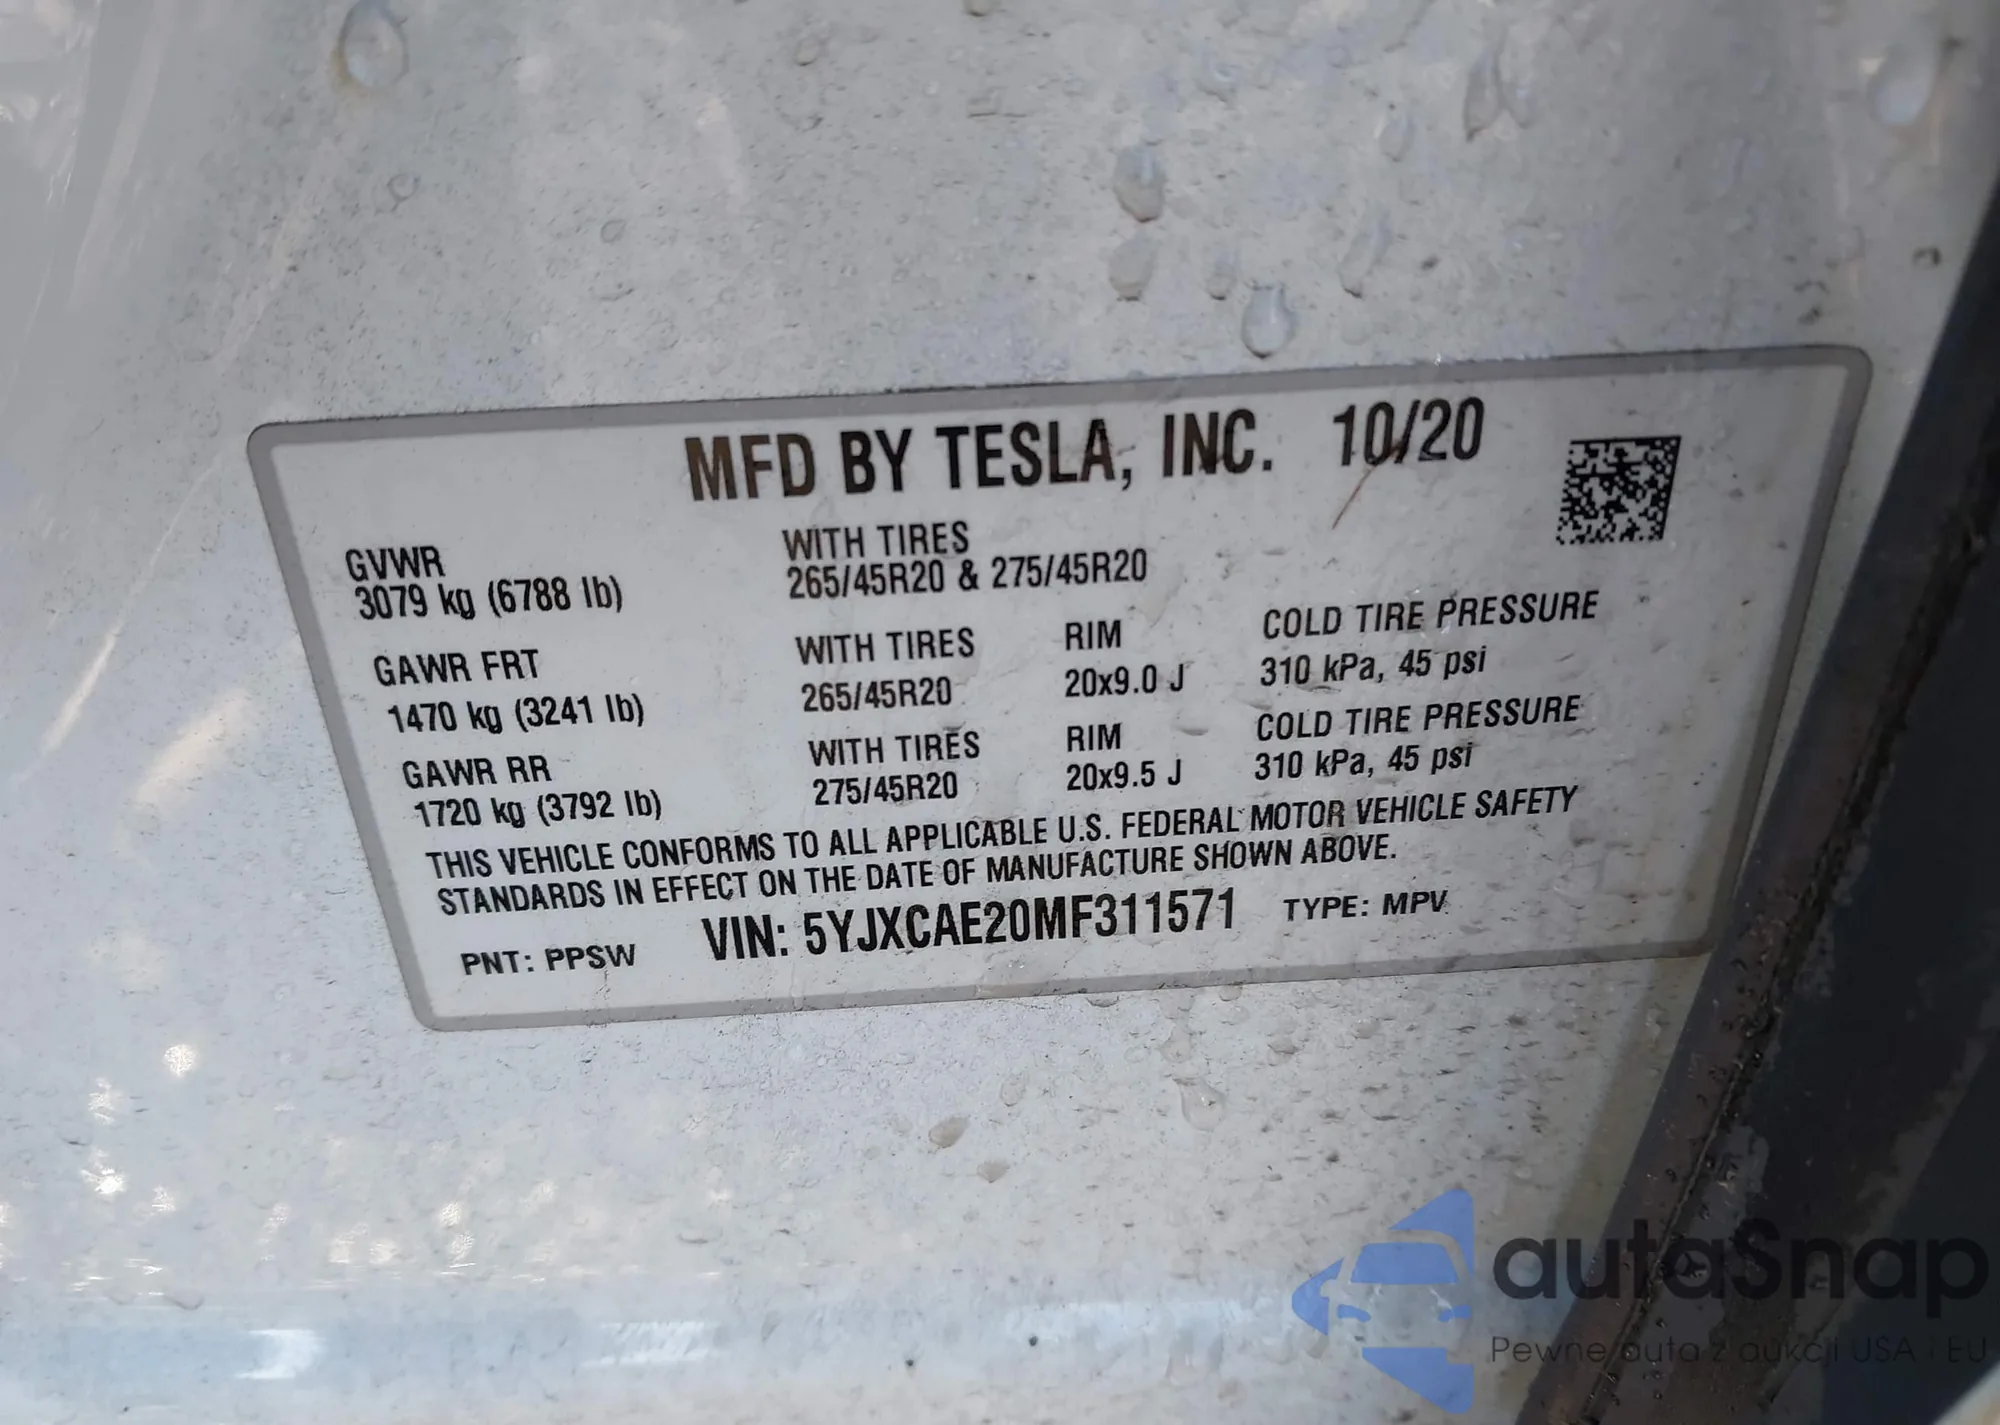 MFD BY TESLA, INC. 10/20
GVWR
3079 kg (6788 lb)
WITH TIRES
265/45R20 & 275/45R20
GAWR FRT
1470 kg (3241 lb)
WITH TIRES
265/45R20
RIM
20x9.0 J
COLD TIRE PRESSURE
310 kPa, 45 psi
GAWR RR
1720 kg (3792 lb)
WITH TIRES
275/45R20
RIM
20x9.5 J
COLD TIRE PRESSURE
310 kPa, 45 psi
THIS VEHICLE CONFORMS TO ALL APPLICABLE U.S. FEDERAL MOTOR VEHICLE SAFETY
STANDARDS IN EFFECT ON THE DATE OF MANUFACTURE SHOWN ABOVE.
PNT: PPSW VIN: 5YJXCAE20MF311571 TYPE: MPV
autaSnap
Pewne auta z aukcji USA i EU